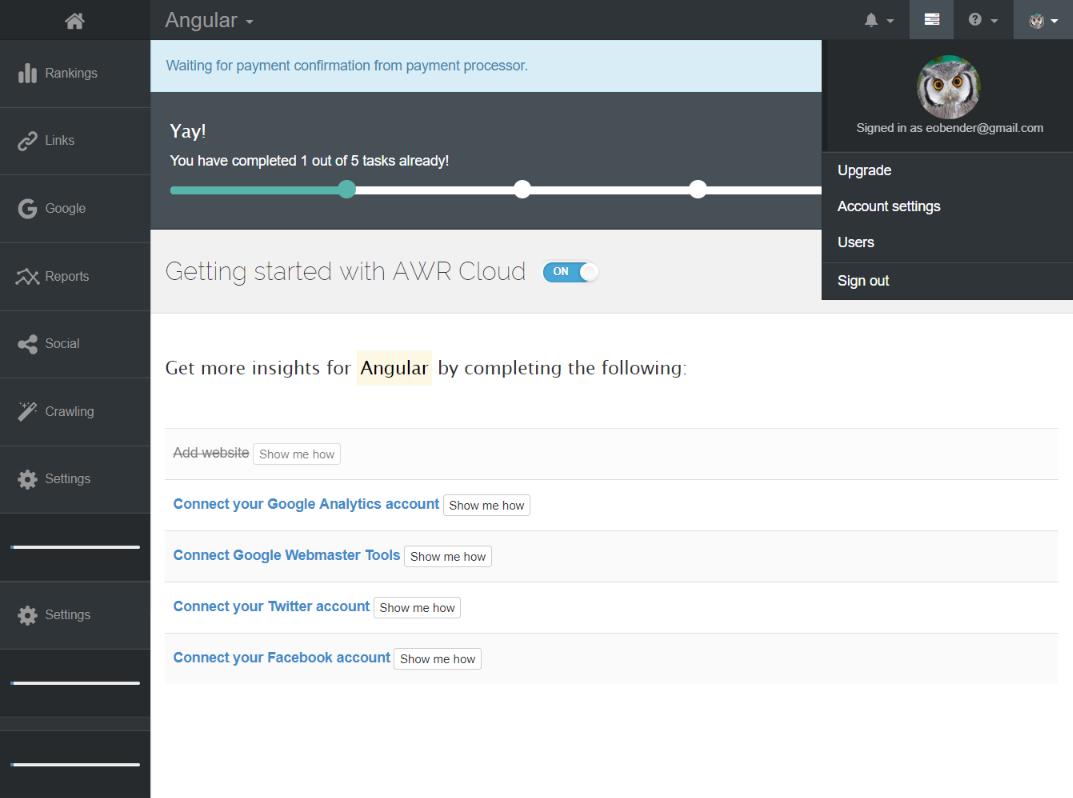 Angular
Rankings
Links
Google
Reports
Social
Crawling
Settings
Settings
Waiting for payment confirmation from payment processor.
Yay!
You have completed 1 out of 5 tasks already!
Signed in as eobender@gmail.com
Upgrade
Account settings
Users
Sign out
Getting started with AWR Cloud ON
Get more insights for Angular by completing the following:
Add website Show me how
Connect your Google Analytics account Show me how
Connect Google Webmaster Tools Show me how
Connect your Twitter account Show me how
Connect your Facebook account Show me how